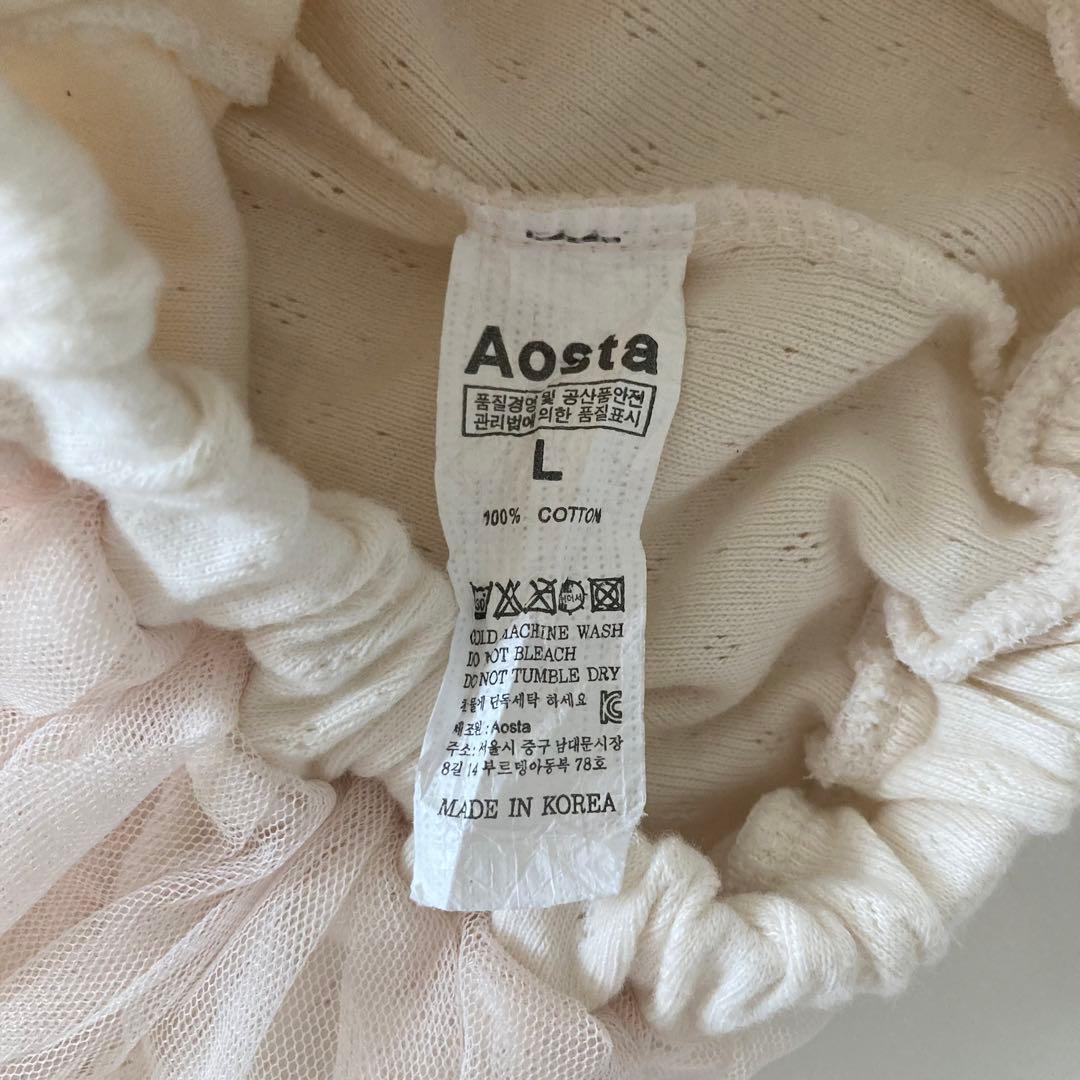 Aosta
품질경영 및 공산품안전
관리법에 의한 품질표시
L
100% COTTON
30
COLD MACHINE WASH
DO NOT BLEACH
DO NOT TUMBLE DRY
찬물에 단독세탁 하세요
제조원 : Aosta
주소: 서울시 중구 남대문시장
8길 14 부르뎅아동복 78호
MADE IN KOREA